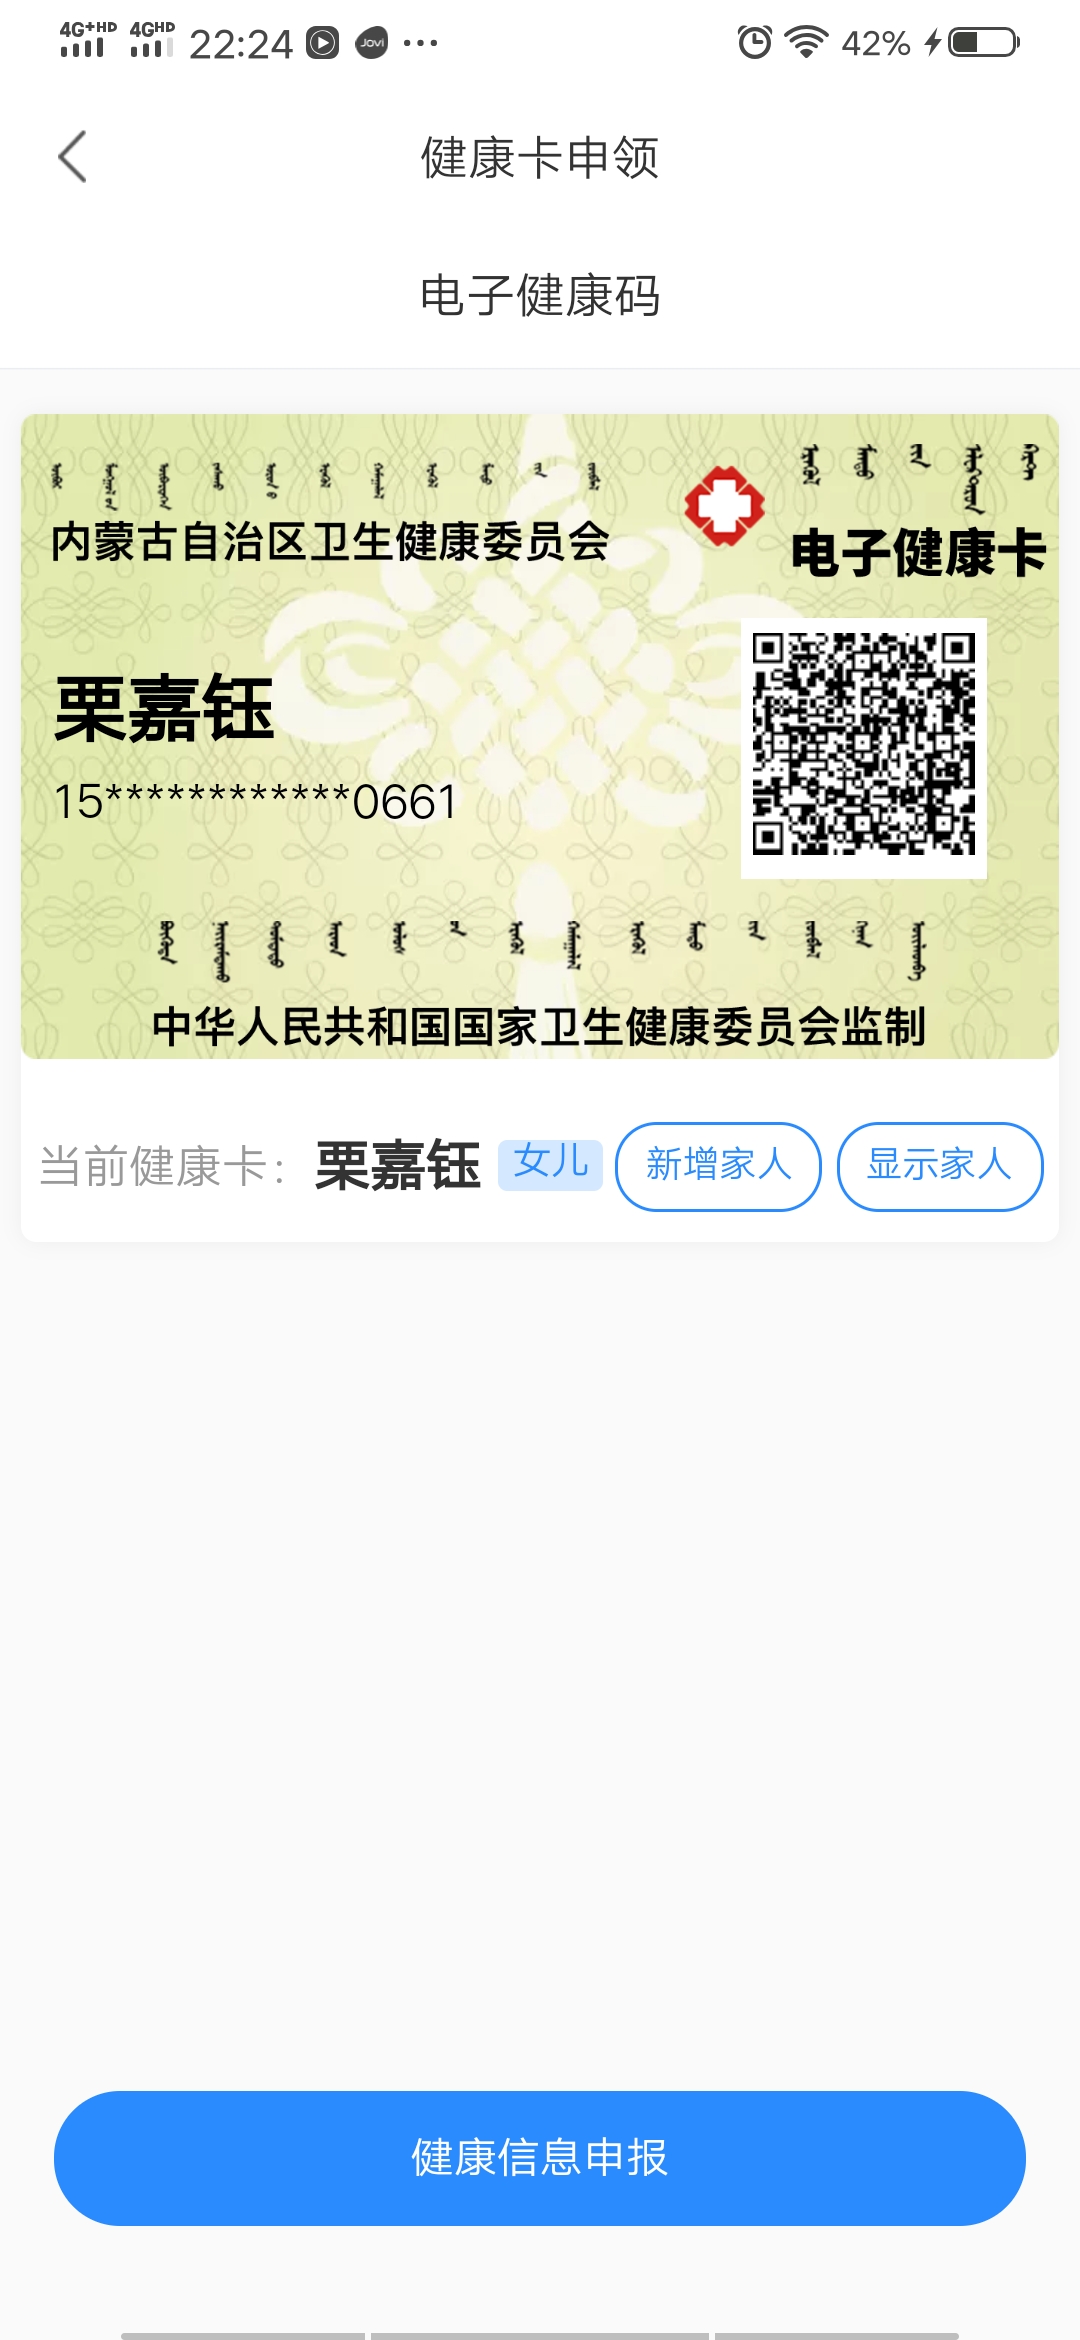 4G+HD 4GHD 22:24 Jovi ... 42%
健康卡申领
电子健康码
内蒙古自治区卫生健康委员会
电子健康卡
栗嘉钰
15************0661
中华人民共和国国家卫生健康委员会监制
当前健康卡: 栗嘉钰 女儿 新增家人 显示家人
健康信息申报